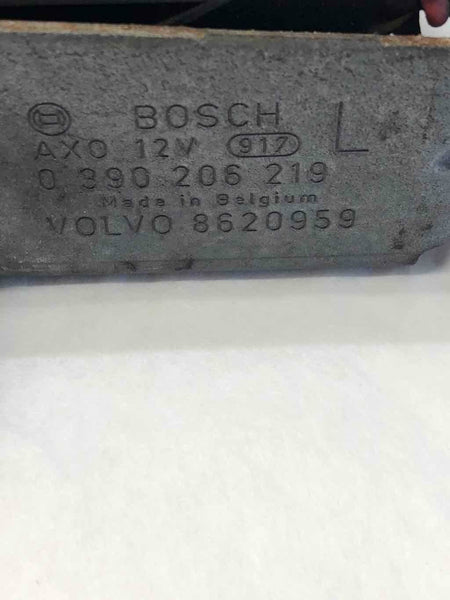 BOSCH L
AXO 12V 917
0 390 206 219
Made in Belgium
VOLVO 8620959